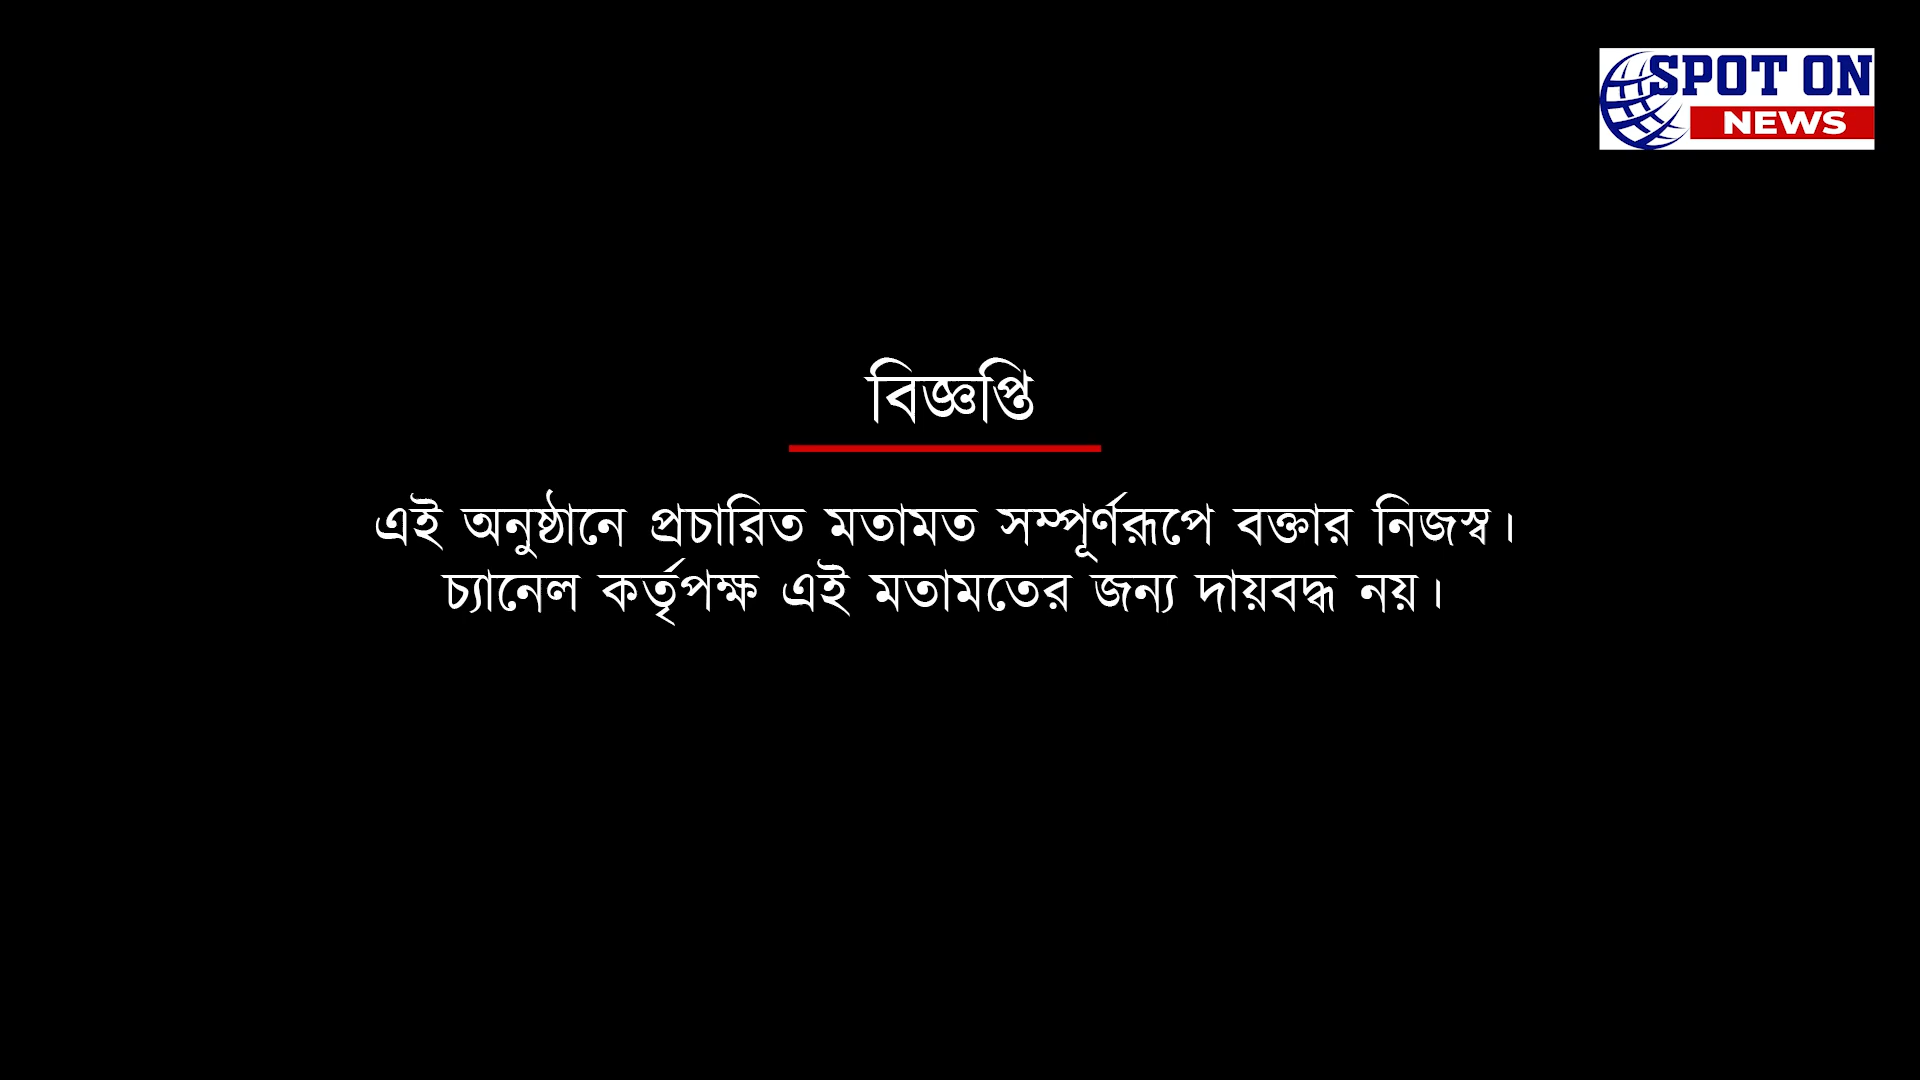 SPOT ON
NEWS
বিজ্ঞপ্তি
এই অনুষ্ঠানে প্রচারিত মতামত সম্পূর্ণরূপে বক্তার নিজস্ব।
চ্যানেল কর্তৃপক্ষ এই মতামতের জন্য দায়বদ্ধ নয়।